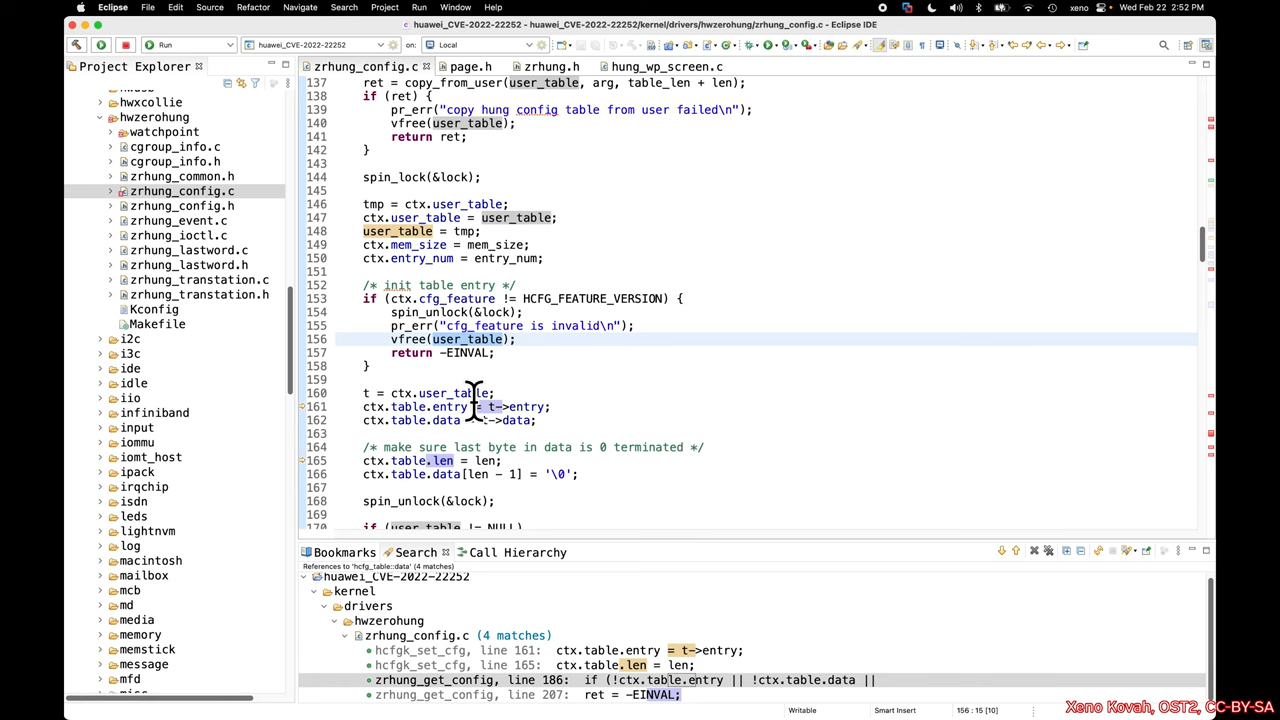 Eclipse File Edit Source Refactor Navigate Search Project Run Window Help xeno Wed Feb 22 2:52 PM
huawei_CVE-2022-22252 - huawei_CVE-2022-22252/kernel/drivers/hwzerohung/zrhung_config.c - Eclipse IDE
Run huawei_CVE-2022-22252 on: Local
Project Explorer
hwxcollie
hwzerohung
watchpoint
cgroup_info.c
cgroup_info.h
zrhung_common.h
zrhung_config.c
zrhung_config.h
zrhung_event.c
zrhung_ioctl.c
zrhung_lastword.c
zrhung_lastword.h
zrhung_transtation.c
zrhung_transtation.h
Kconfig
Makefile
i2c
i3c
ide
idle
iio
infiniband
input
iommu
iomt_host
ipack
irqchip
isdn
leds
lightnvm
log
macintosh
mailbox
mcb
md
media
memory
memstick
message
zrhung_config.c page.h zrhung.h hung_wp_screen.c
137 ret = copy_from_user(user_table, arg, table_len + len);
138 if (ret) {
139 pr_err("copy hung config table from user failed\n");
140 vfree(user_table);
141 return ret;
142 }
143
144 spin_lock(&lock);
145
146 tmp = ctx.user_table;
147 ctx.user_table = user_table;
148 user_table = tmp;
149 ctx.mem_size = mem_size;
150 ctx.entry_num = entry_num;
151
152 /* init table entry */
153 if (ctx.cfg_feature != HCFG_FEATURE_VERSION) {
154 spin_unlock(&lock);
155 pr_err("cfg_feature is invalid\n");
156 vfree(user_table);
157 return -EINVAL;
158 }
159
160 t = ctx.user_table;
161 ctx.table.entry = t->entry;
162 ctx.table.data t->data;
163
164 /* make sure last byte in data is 0 terminated */
165 ctx.table.len = len;
166 ctx.table.data[len - 1] = '\0';
167
168 spin_unlock(&lock);
169
170 if (user_table != NULL)
Bookmarks Search Call Hierarchy
References to 'hcfg_table::data' (4 matches)
huawei_CVE-2022-22252
kernel
drivers
hwzerohung
zrhung_config.c (4 matches)
hcfgk_set_cfg, line 161: ctx.table.entry = t->entry;
hcfgk_set_cfg, line 165: ctx.table.len = len;
zrhung_get_config, line 186: if (!ctx.table.entry || !ctx.table.data ||
zrhung_get_config, line 207: ret = -EINVAL;
Writable Smart Insert 156 : 15 [10]
Xeno Kovah, OST2, CC-BY-SA